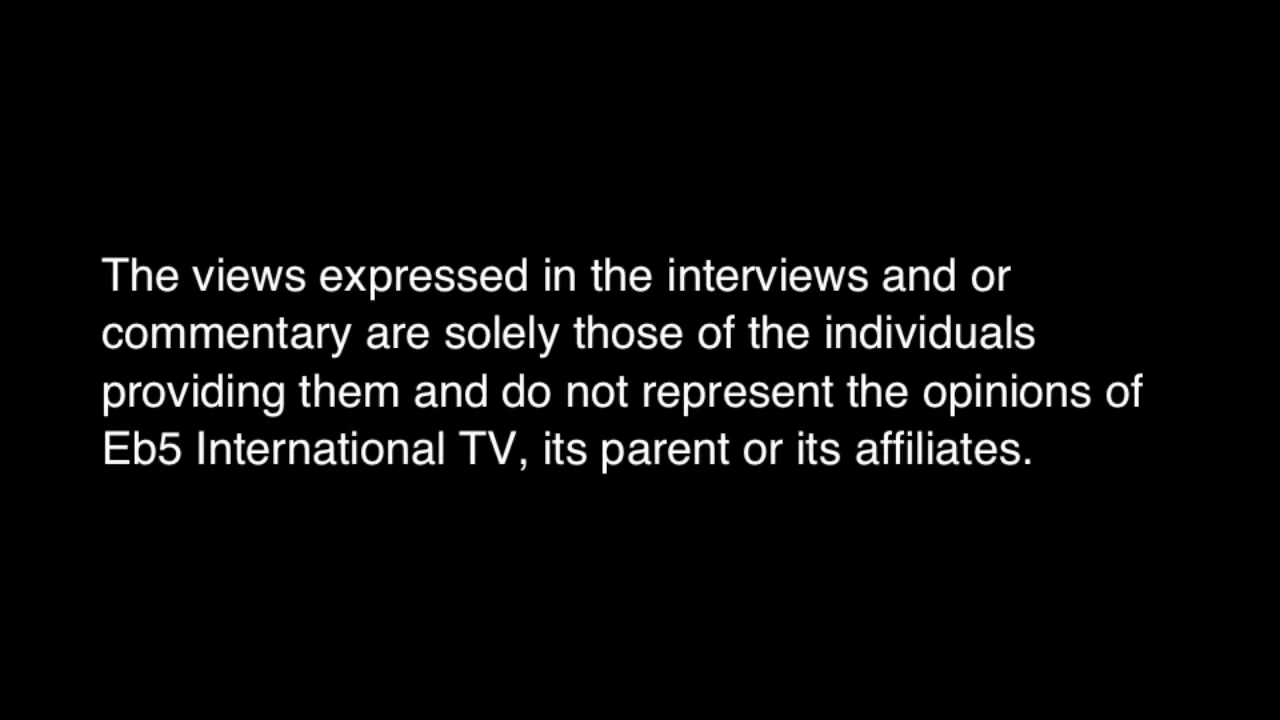 The views expressed in the interviews and or
commentary are solely those of the individuals
providing them and do not represent the opinions of
Eb5 International TV, its parent or its affiliates.